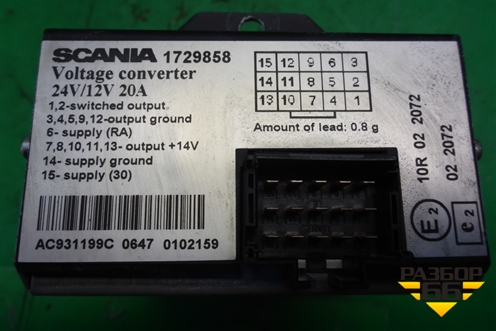 SCANIA 1729858
Voltage converter
24V/12V 20A
1,2-switched output
3,4,5,9,12-output ground
6- supply (RA)
7,8,10,11,13- output +14V
14- supply ground
15- supply (30)
AC931199C 0647 0102159
15 12 9 6 3
14 11 8 5 2
13 10 7 4 1
Amount of lead: 0.8 g
10R 02 2072
02 2072
E2
e2
РАЗБОР
66